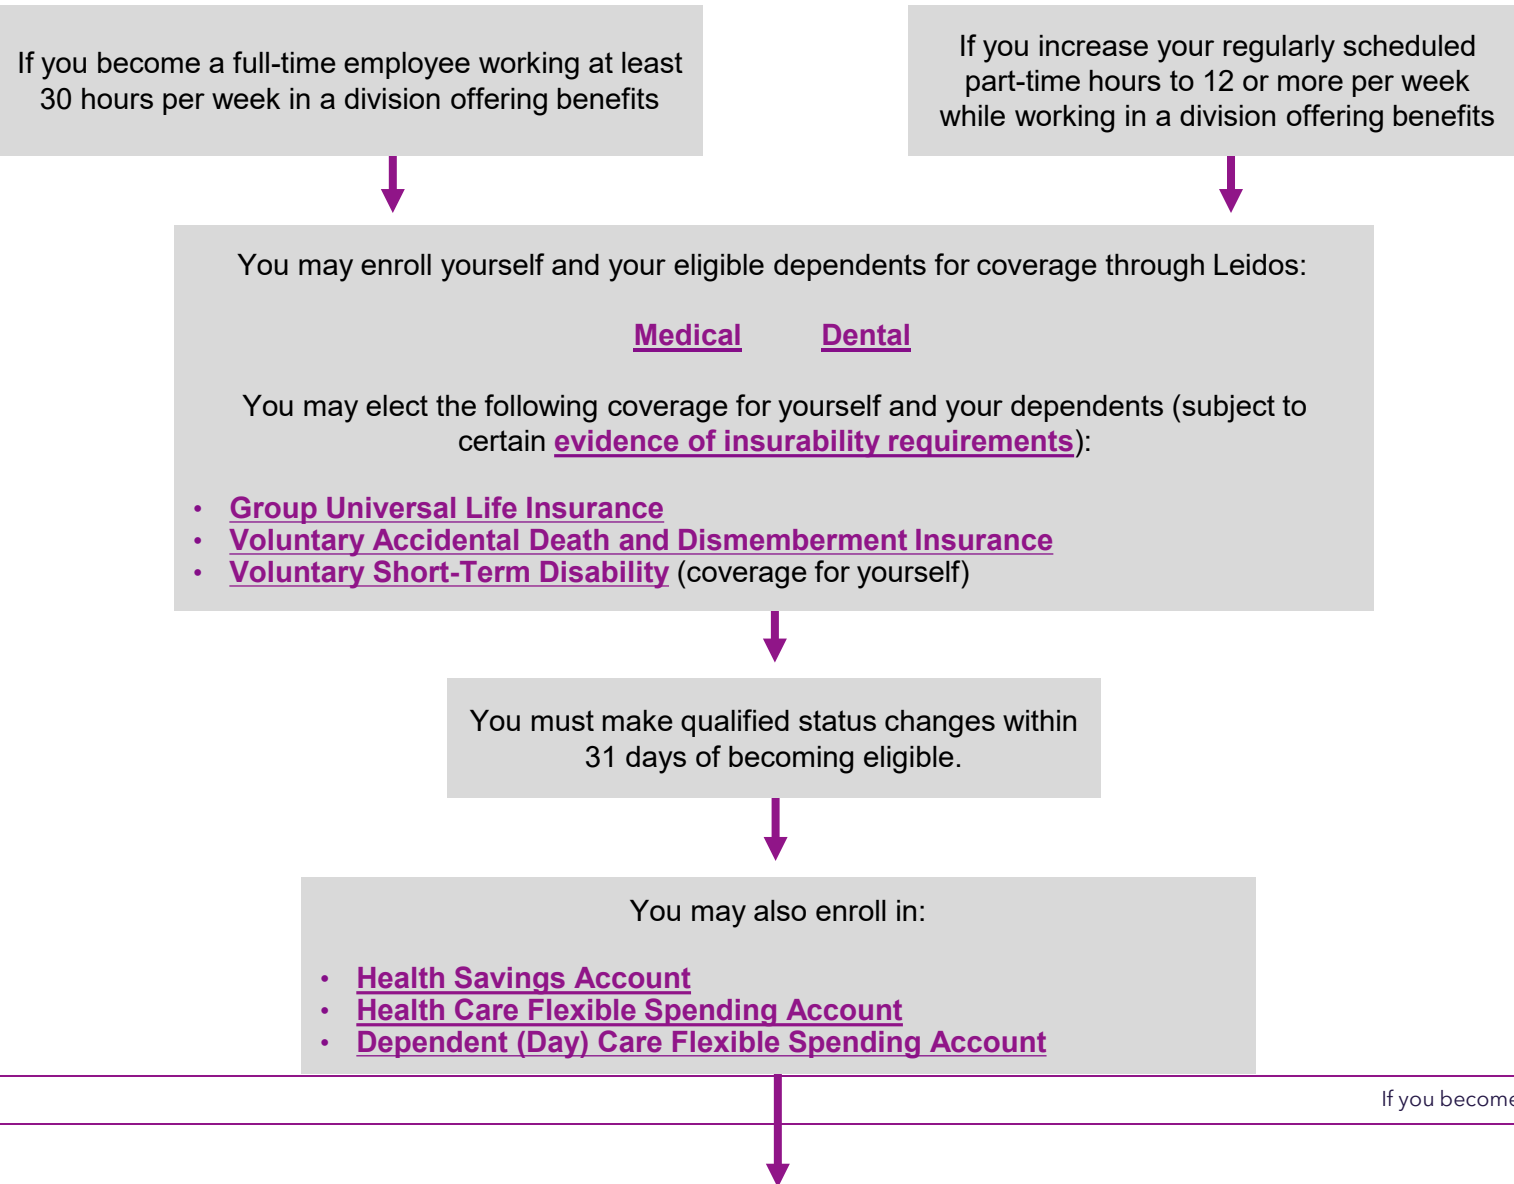 If you become a full-time employee working at least
30 hours per week in a division offering benefits
If you increase your regularly scheduled
part-time hours to 12 or more per week
while working in a division offering benefits
You may enroll yourself and your eligible dependents for coverage through Leidos:
Medical Dental
You may elect the following coverage for yourself and your dependents (subject to
certain evidence of insurability requirements):
• Group Universal Life Insurance
• Voluntary Accidental Death and Dismemberment Insurance
• Voluntary Short-Term Disability (coverage for yourself)
You must make qualified status changes within
31 days of becoming eligible.
You may also enroll in:
• Health Savings Account
• Health Care Flexible Spending Account
• Dependent (Day) Care Flexible Spending Account
If you become